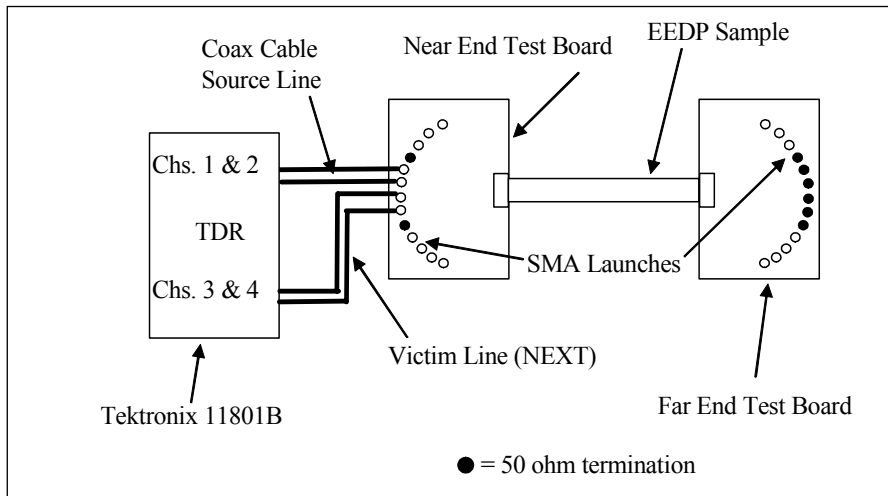 Coax Cable
Source Line
Near End Test Board
EEDP Sample
Chs. 1 & 2
TDR
Chs. 3 & 4
SMA Launches
Victim Line (NEXT)
Tektronix 11801B
Far End Test Board
= 50 ohm termination